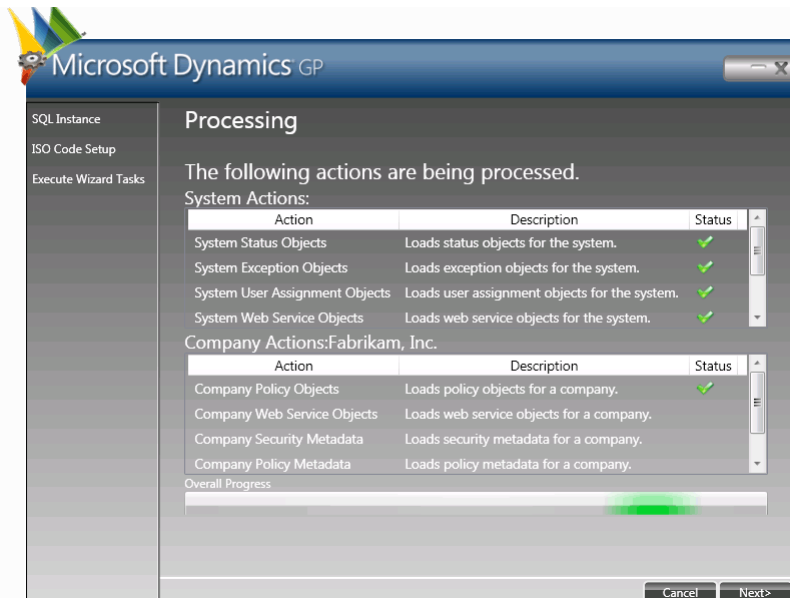 Microsoft Dynamics GP
SQL Instance
ISO Code Setup
Execute Wizard Tasks
Processing
The following actions are being processed.
System Actions:
Action Description Status
System Status Objects Loads status objects for the system.
System Exception Objects Loads exception objects for the system.
System User Assignment Objects Loads user assignment objects for the system.
System Web Service Objects Loads web service objects for the system.
Company Actions:Fabrikam, Inc.
Action Description Status
Company Policy Objects Loads policy objects for a company.
Company Web Service Objects Loads web service objects for a company.
Company Security Metadata Loads security metadata for a company.
Company Policy Metadata Loads policy metadata for a company.
Overall Progress
Cancel Next>